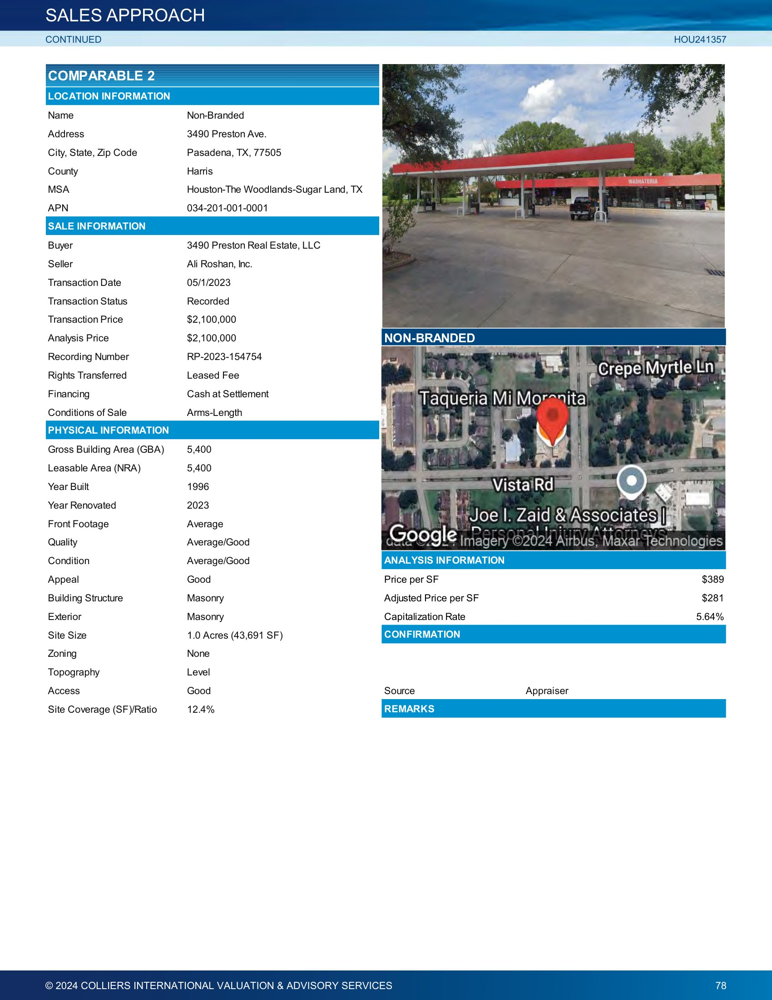 SALES APPROACH
CONTINUED HOU241357
COMPARABLE 2
LOCATION INFORMATION
Name Non-Branded
Address 3490 Preston Ave.
City, State, Zip Code Pasadena, TX, 77505
County Harris
MSA Houston-The Woodlands-Sugar Land, TX
APN 034-201-001-0001
SALE INFORMATION
Buyer 3490 Preston Real Estate, LLC
Seller Ali Roshan, Inc.
Transaction Date 05/1/2023
Transaction Status Recorded
Transaction Price $2,100,000
Analysis Price $2,100,000
Recording Number RP-2023-154754
Rights Transferred Leased Fee
Financing Cash at Settlement
Conditions of Sale Arms-Length
PHYSICAL INFORMATION
Gross Building Area (GBA) 5,400
Leasable Area (NRA) 5,400
Year Built 1996
Year Renovated 2023
Front Footage Average
Quality Average/Good
Condition Average/Good
Appeal Good
Building Structure Masonry
Exterior Masonry
Site Size 1.0 Acres (43,691 SF)
Zoning None
Topography Level
Access Good
Site Coverage (SF)/Ratio 12.4%
WASHATERIA
NON-BRANDED
Crepe Myrtle Ln
Taqueria Mi Morenita
Vista Rd
Joe I. Zaid & Associates |
Personal Injury Attorneys
Google
Imagery ©2024 Airbus, Maxar Technologies
ANALYSIS INFORMATION
Price per SF $389
Adjusted Price per SF $281
Capitalization Rate 5.64%
CONFIRMATION
Source Appraiser
REMARKS
© 2024 COLLIERS INTERNATIONAL VALUATION & ADVISORY SERVICES 78